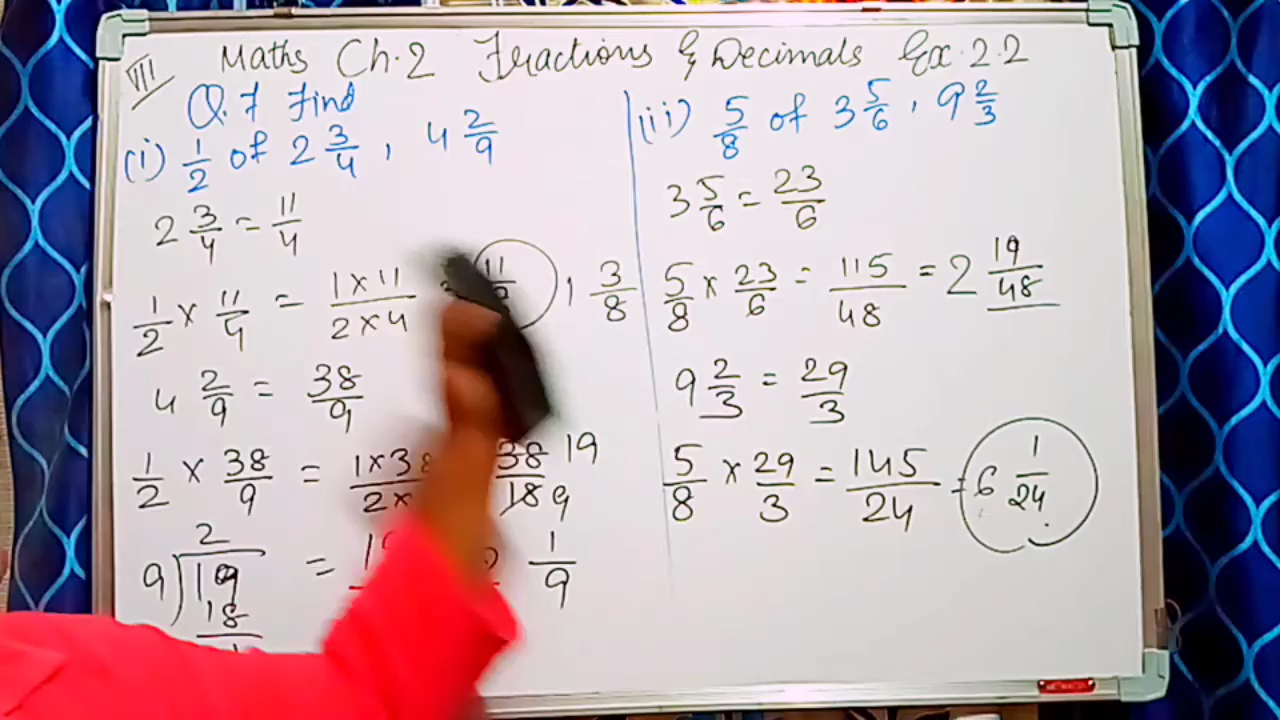 VII Maths Ch.2 Fractions & Decimals Ex.2.2
Q.7 Find
(i) 1/2 of 2 3/4, 4 2/9
2 3/4 = 11/4
1/2 x 11/4 = 1x11/2x4 11 , 3/8
4 2/9 = 38/9
1/2 x 38/9 = 1x38/2x 38/18 19/9
2
9)19 = 1 1/9
18
(ii) 5/8 of 3 5/6, 9 2/3
3 5/6 = 23/6
5/8 x 23/6 = 115/48 = 2 19/48
9 2/3 = 29/3
5/8 x 29/3 = 145/24 = 6 1/24